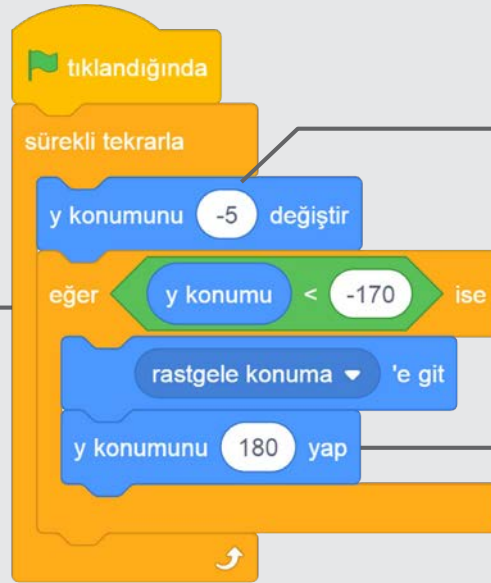 tıklandığında
sürekli tekrarla
y konumunu -5 değiştir
eğer y konumu < -170 ise
rastgele konuma 'e git
y konumunu 180 yap